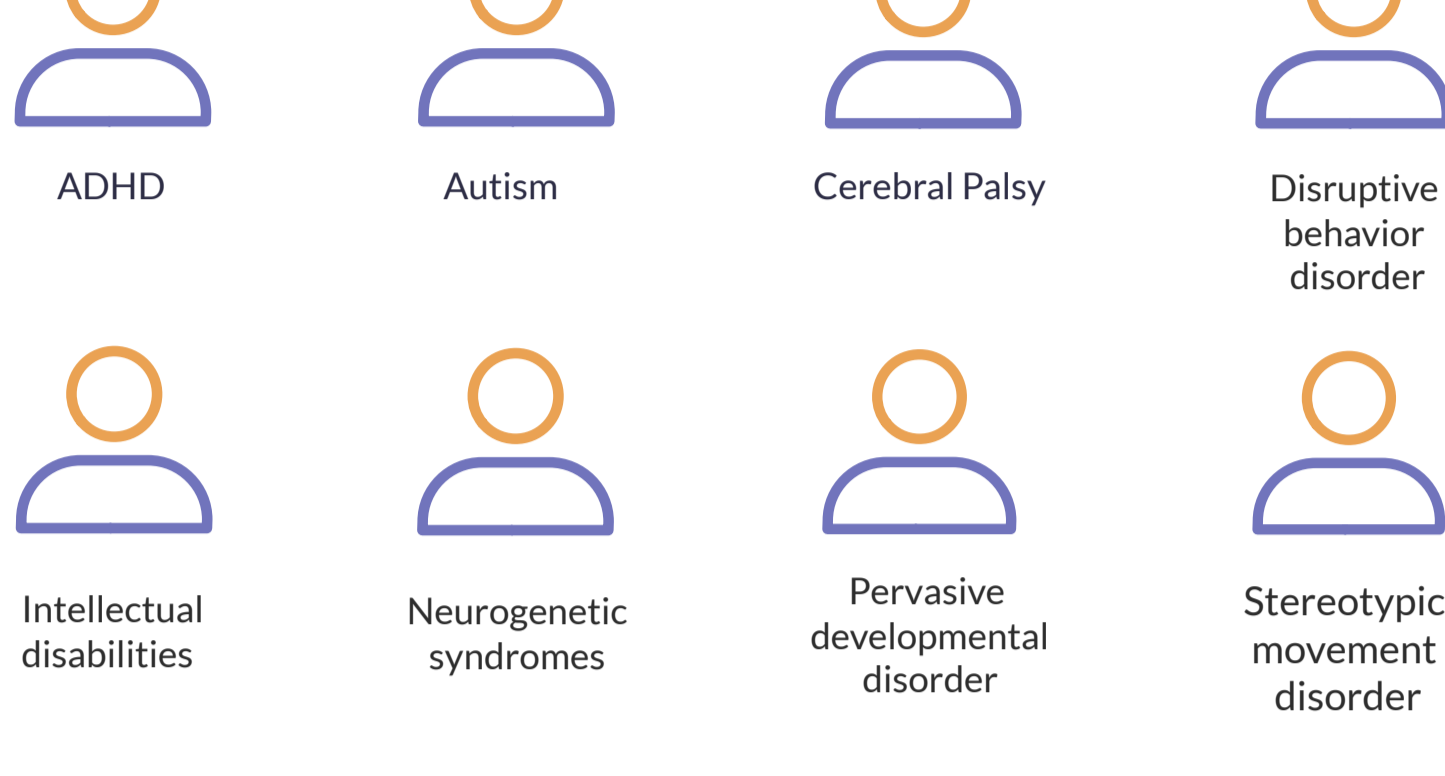 ADHD
Autism
Cerebral Palsy
Disruptive
behavior
disorder
Intellectual
disabilities
Neurogenetic
syndromes
Pervasive
developmental
disorder
Stereotypic
movement
disorder